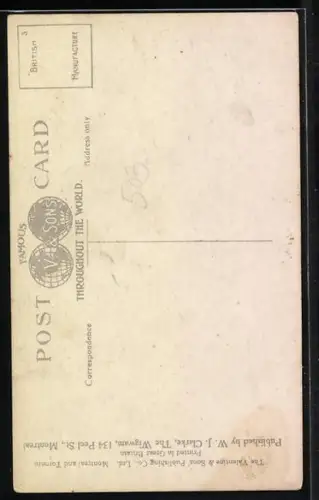 BRITISH
MANUFACTURE
FAMOUS
POST CARD
V. & SONS
THROUGHOUT THE WORLD.
Correspondence
Address only
503
The Valentine & Sons Publishing Co., Ltd. Montreal and Toronto
Printed in Great Britain
Published by W. J. Clarke, The Wigwam, 134 Peel St., Montreal